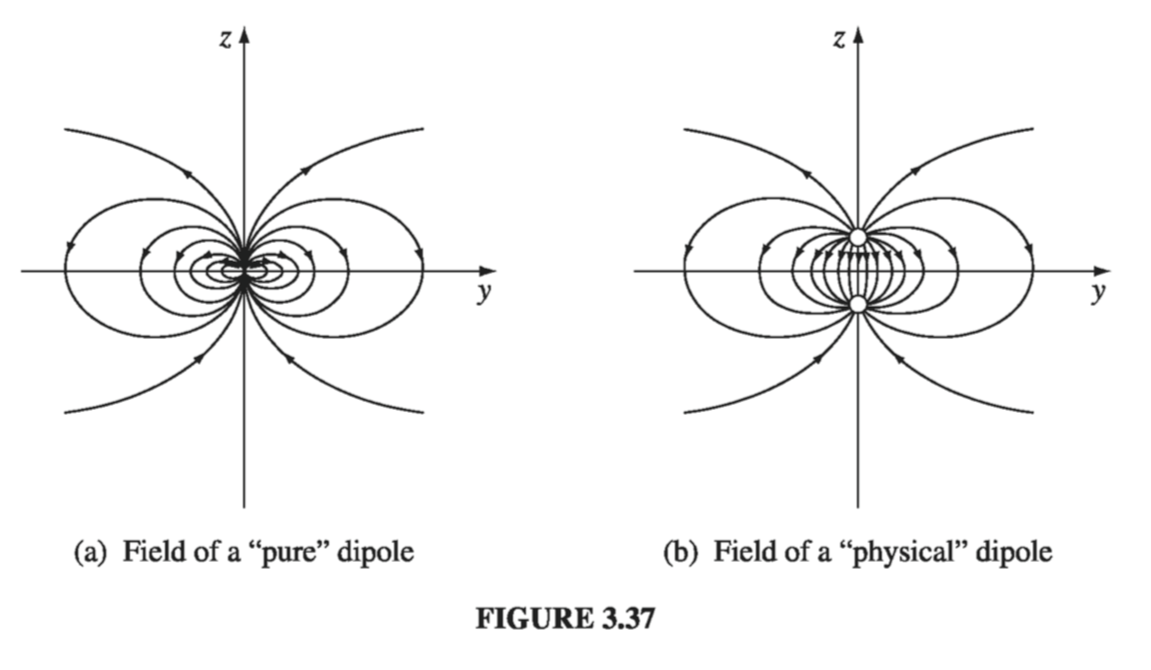 z
z
y
y
(a) Field of a “pure” dipole
(b) Field of a “physical” dipole
FIGURE 3.37